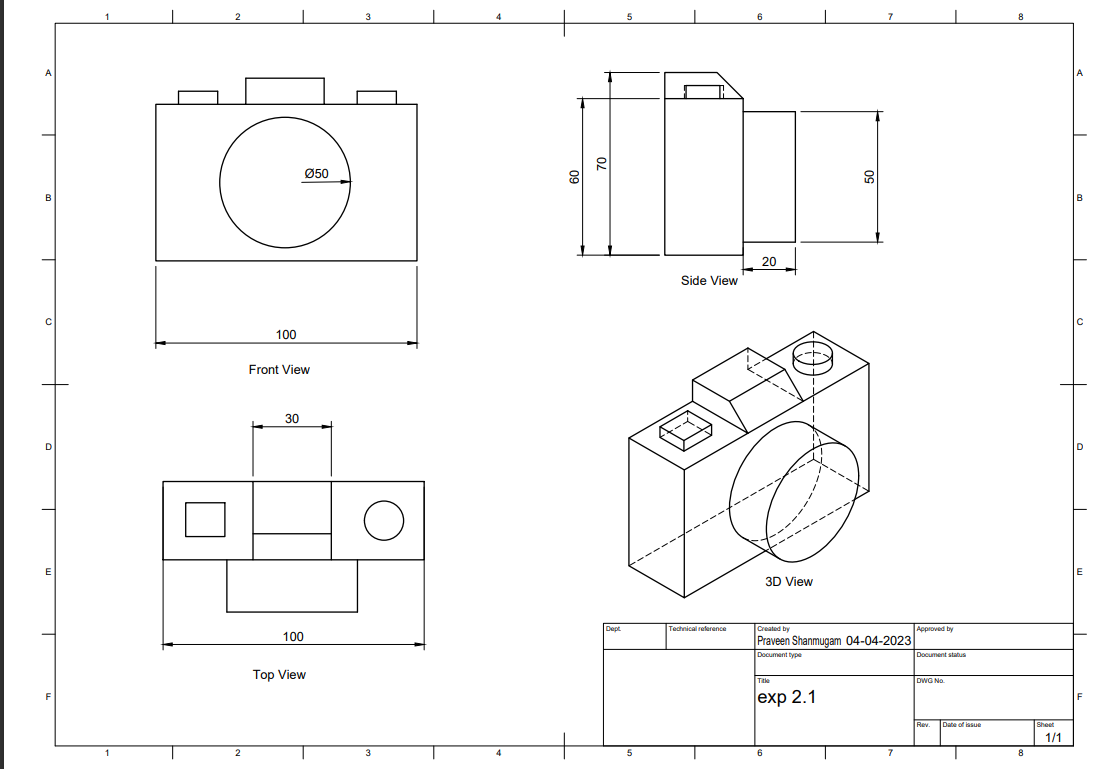 1 2 3 4 5 6 7 8
A A
Ø50
60
70
50
B B
20
Side View
C C
100
Front View
30
D D
E E
3D View
100
Top View
Dept.
Technical reference
Created by
Praveen Shanmugam 04-04-2023
Approved by
Document type
Document status
Title
exp 2.1
DWG No.
F F
Rev.
Date of issue
Sheet
1/1
1 2 3 4 5 6 7 8